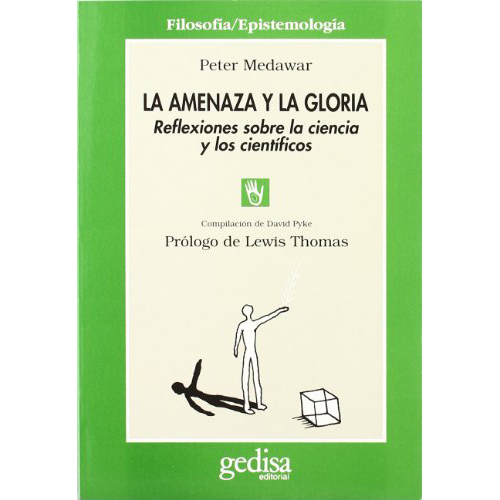 Filosofía/Epistemología
Peter Medawar
LA AMENAZA Y LA GLORIA
Reflexiones sobre la ciencia
y los científicos
Compilación de David Pyke
Prólogo de Lewis Thomas
gedisa
editorial